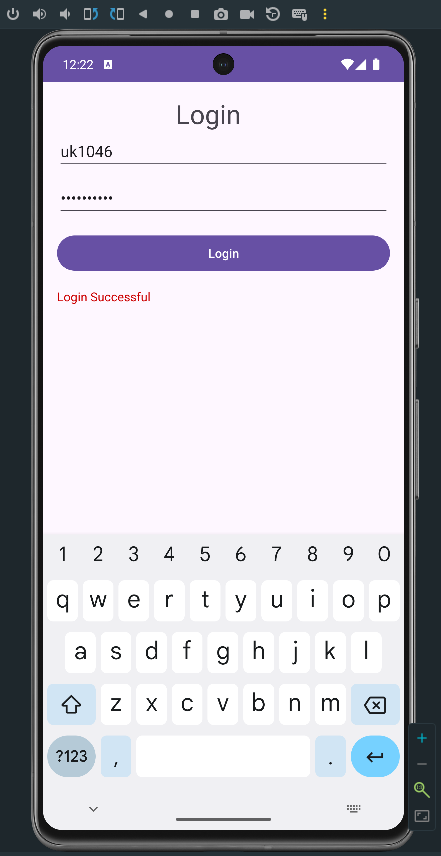 12:22 A
Login
uk1046
••••••••••
Login
Login Successful
1 2 3 4 5 6 7 8 9 0
q w e r t y u i o p
a s d f g h j k l
z x c v b n m
?123 , .